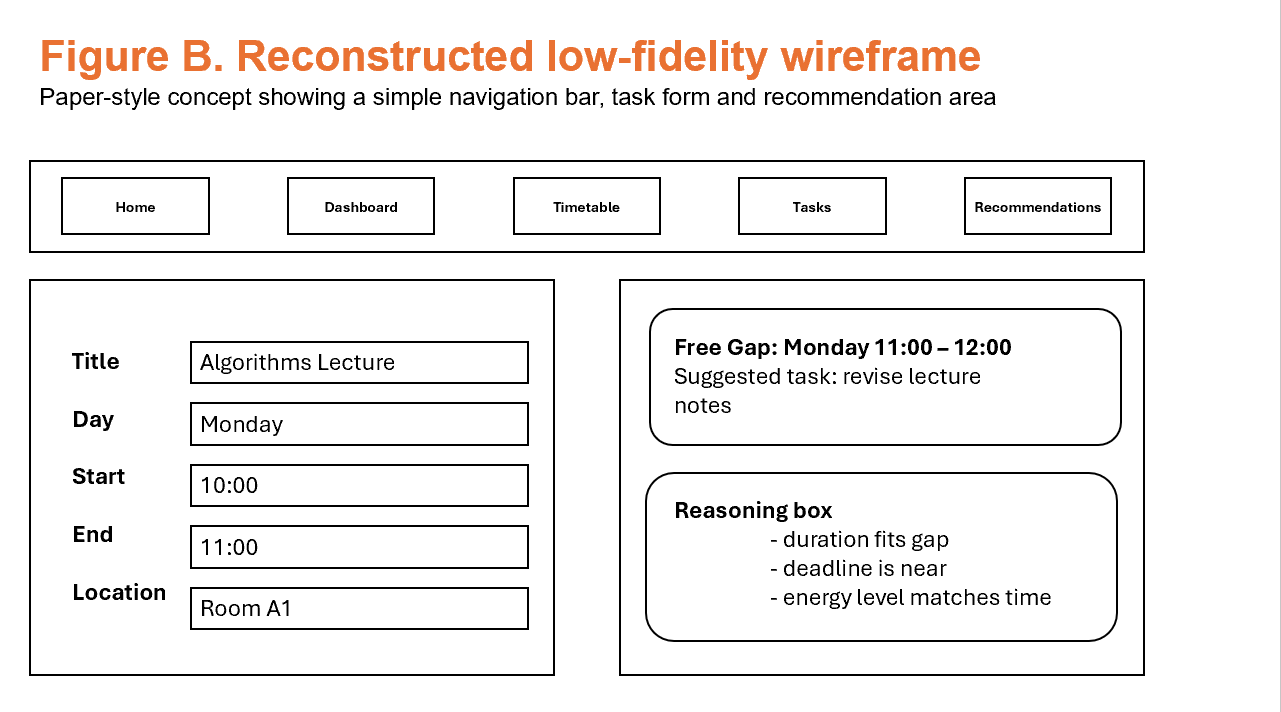 Figure B. Reconstructed low-fidelity wireframe
Paper-style concept showing a simple navigation bar, task form and recommendation area
Home
Dashboard
Timetable
Tasks
Recommendations
Title
Algorithms Lecture
Day
Monday
Start
10:00
End
11:00
Location
Room A1
Free Gap: Monday 11:00 – 12:00
Suggested task: revise lecture
notes
Reasoning box
- duration fits gap
- deadline is near
- energy level matches time